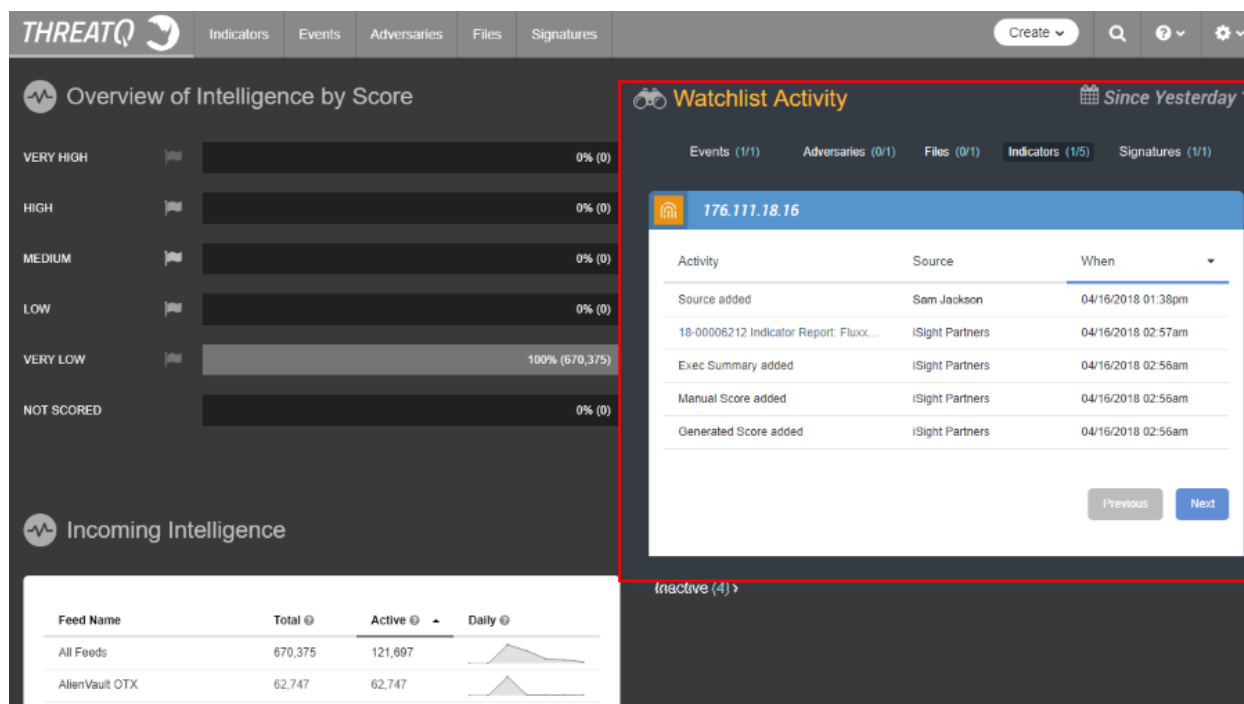 THREATQ Indicators Events Adversaries Files Signatures Create
Overview of Intelligence by Score
VERY HIGH 0% (0)
HIGH 0% (0)
MEDIUM 0% (0)
LOW 0% (0)
VERY LOW 100% (670,375)
NOT SCORED 0% (0)
Watchlist Activity Since Yesterday
Events (1/1) Adversaries (0/1) Files (0/1) Indicators (1/5) Signatures (1/1)
176.111.18.16
Activity Source When
Source added Sam Jackson 04/16/2018 01:38pm
18-00006212 Indicator Report: Fluxx... iSight Partners 04/16/2018 02:57am
Exec Summary added iSight Partners 04/16/2018 02:56am
Manual Score added iSight Partners 04/16/2018 02:56am
Generated Score added iSight Partners 04/16/2018 02:56am
Previous Next
Inactive (4) ›
Incoming Intelligence
Feed Name Total Active Daily
All Feeds 670,375 121,697
AlienVault OTX 62,747 62,747